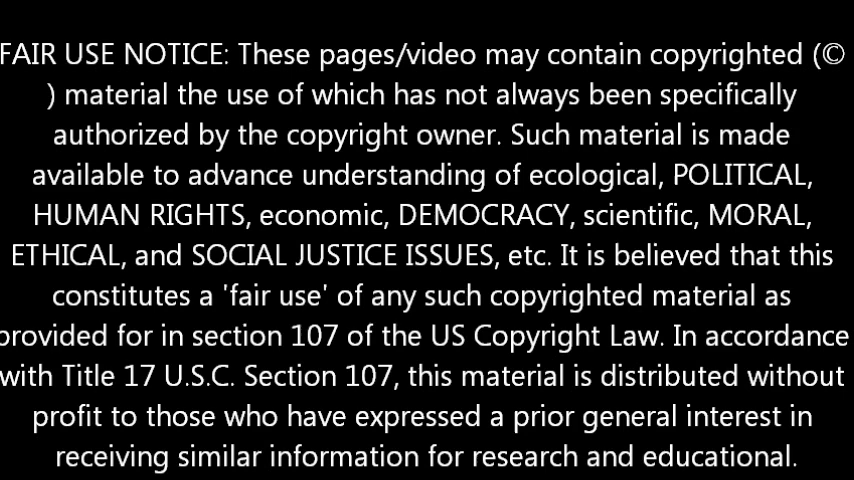 FAIR USE NOTICE: These pages/video may contain copyrighted (©
) material the use of which has not always been specifically
authorized by the copyright owner. Such material is made
available to advance understanding of ecological, POLITICAL,
HUMAN RIGHTS, economic, DEMOCRACY, scientific, MORAL,
ETHICAL, and SOCIAL JUSTICE ISSUES, etc. It is believed that this
constitutes a 'fair use' of any such copyrighted material as
provided for in section 107 of the US Copyright Law. In accordance
with Title 17 U.S.C. Section 107, this material is distributed without
profit to those who have expressed a prior general interest in
receiving similar information for research and educational.